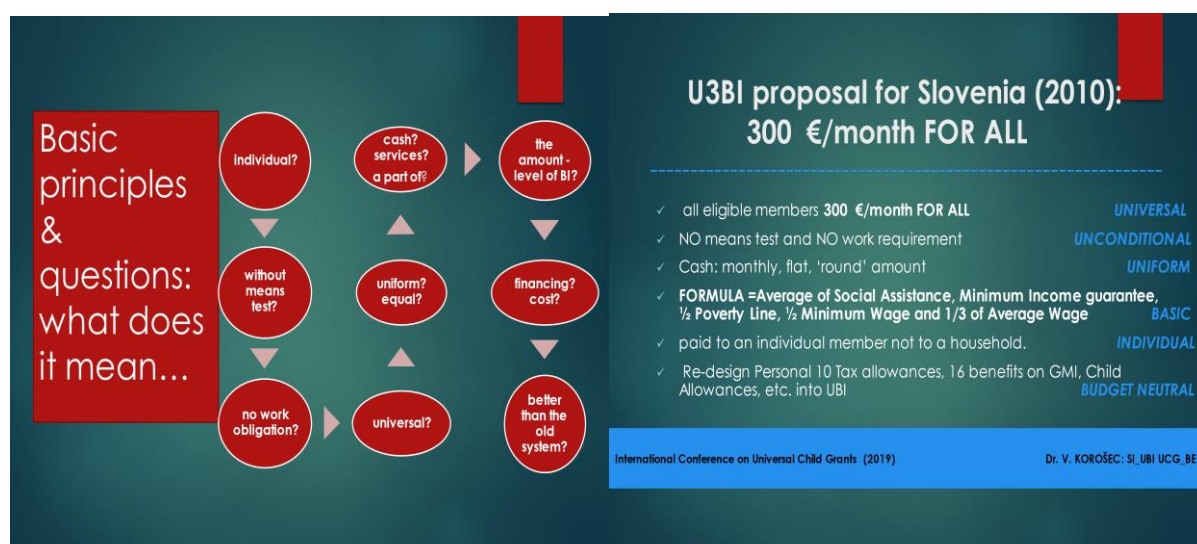 Basic
principles
&
questions:
what does
it mean...
individual?
without
means
test?
no work
obligation?
universal?
uniform?
equal?
cash?
services?
a part of?
the
amount -
level of BI?
financing?
cost?
better
than the
old
system?
U3BI proposal for Slovenia (2010):
300 €/month FOR ALL
✓ all eligible members 300 €/month FOR ALL UNIVERSAL
✓ NO means test and NO work requirement UNCONDITIONAL
✓ Cash: monthly, flat, ‘round’ amount UNIFORM
✓ FORMULA =Average of Social Assistance, Minimum Income guarantee,
½ Poverty Line, ½ Minimum Wage and 1/3 of Average Wage BASIC
✓ paid to an individual member not to a household. INDIVIDUAL
✓ Re-design Personal 10 Tax allowances, 16 benefits on GMI, Child
Allowances, etc. into UBI BUDGET NEUTRAL
International Conference on Universal Child Grants (2019) Dr. V. KOROŠEC: SI_UBI UCG_BE